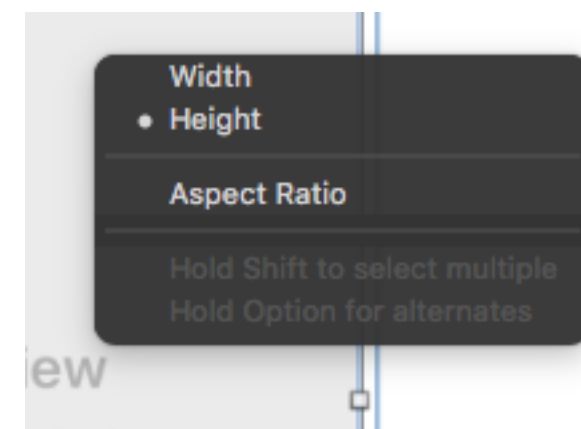 Width
Height
Aspect Ratio
Hold Shift to select multiple
Hold Option for alternates
iew